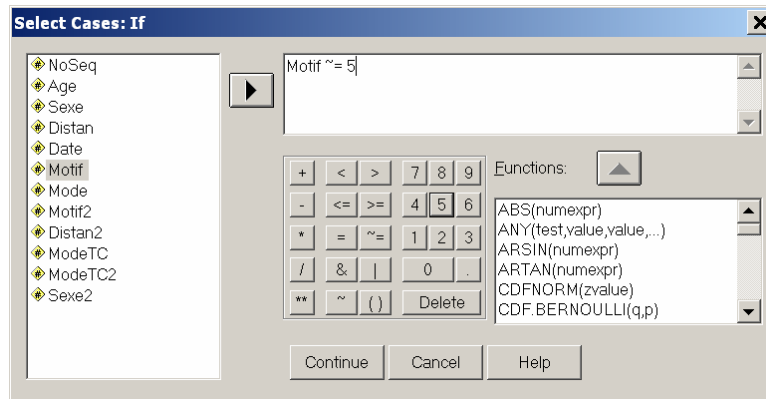 Select Cases: If
NoSeq
Age
Sexe
Distan
Date
Motif
Mode
Motif2
Distan2
ModeTC
ModeTC2
Sexe2
Motif ~= 5
+ < > 7 8 9
- <= >= 4 5 6
* = ~= 1 2 3
/ & | 0 .
** ~ () Delete
Functions:
ABS(numexpr)
ANY(test,value,value,...)
ARSIN(numexpr)
ARTAN(numexpr)
CDFNORM(zvalue)
CDF.BERNOULLI(q,p)
Continue Cancel Help